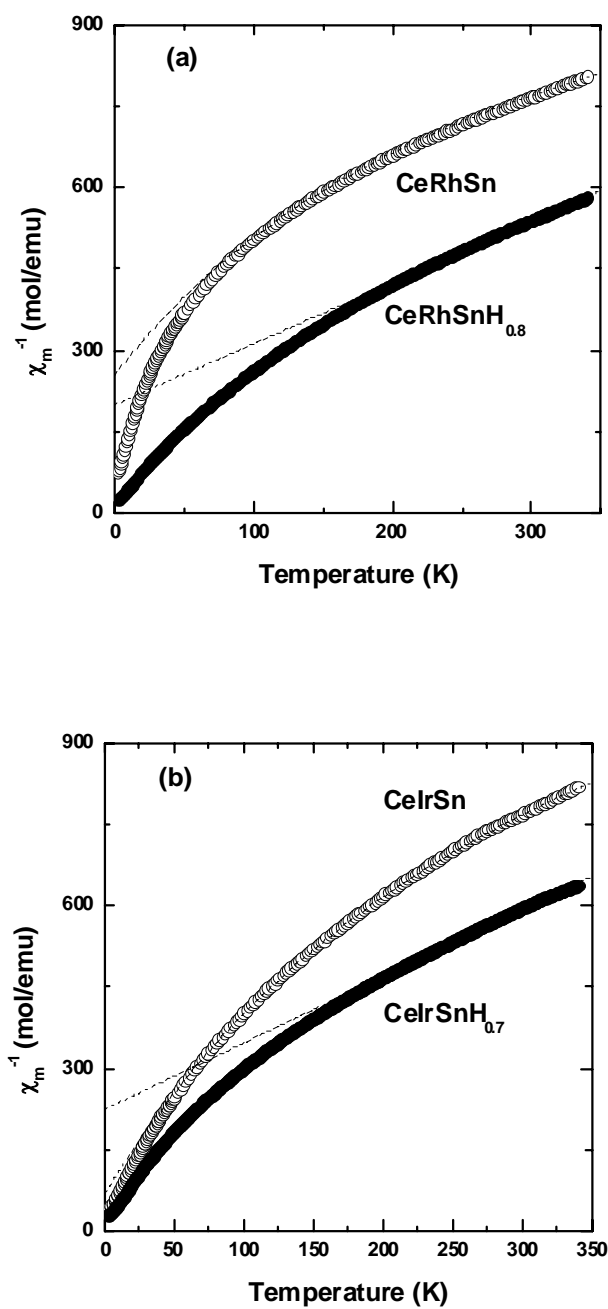 900
(a)
600
CeRhSn
χm-1 (mol/emu)
300
CeRhSnH0.8
0
0 100 200 300
Temperature (K)
900
(b)
CeIrSn
600
χm-1 (mol/emu)
CeIrSnH0.7
300
0
0 50 100 150 200 250 300 350
Temperature (K)